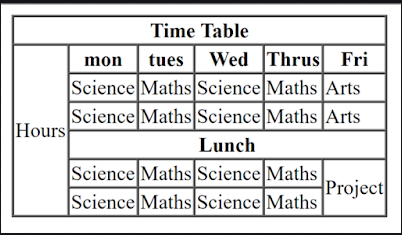 Time Table
mon tues Wed Thrus Fri
Science Maths Science Maths Arts
Hours
Science Maths Science Maths Arts
Lunch
Science Maths Science Maths
Project
Science Maths Science Maths